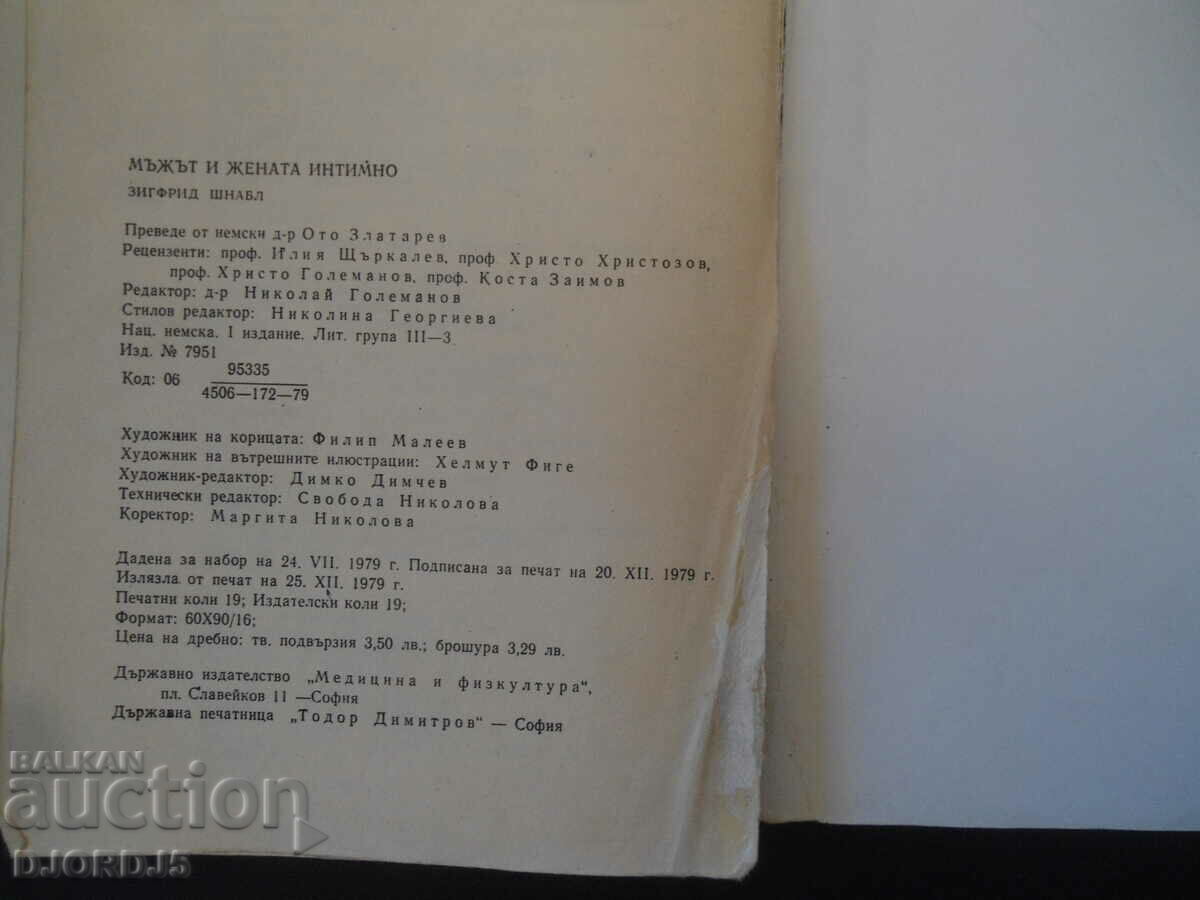 МЪЖЪТ И ЖЕНАТА ИНТИМНО
ЗИГФРИД ШНАБЛ
Преведе от немски д-р Ото Златарев
Рецензенти: проф. Илия Щъркалев, проф. Христо Христозов,
проф. Христо Големанов, проф. Коста Заимов
Редактор: д-р Николай Големанов
Стилов редактор: Николина Георгиева
Нац. немска. I издание. Лит. група III—3
Изд. № 7951
Код: 06 95335
4506—172—79
Художник на корицата: Филип Малеев
Художник на вътрешните илюстрации: Хелмут Фиге
Художник-редактор: Димко Димчев
Технически редактор: Свобода Николова
Коректор: Маргита Николова
Дадена за набор на 24. VII. 1979 г. Подписана за печат на 20. XII. 1979 г.
Излязла от печат на 25. XII. 1979 г.
Печатни коли 19; Издателски коли 19;
Формат: 60X90/16;
Цена на дребно: тв. подвързия 3,50 лв.; брошура 3,29 лв.
Държавно издателство „Медицина и физкултура“,
пл. Славейков 11 —София
Държавна печатница „Тодор Димитров“ — София
BALKAN
auction
DJORDJ5